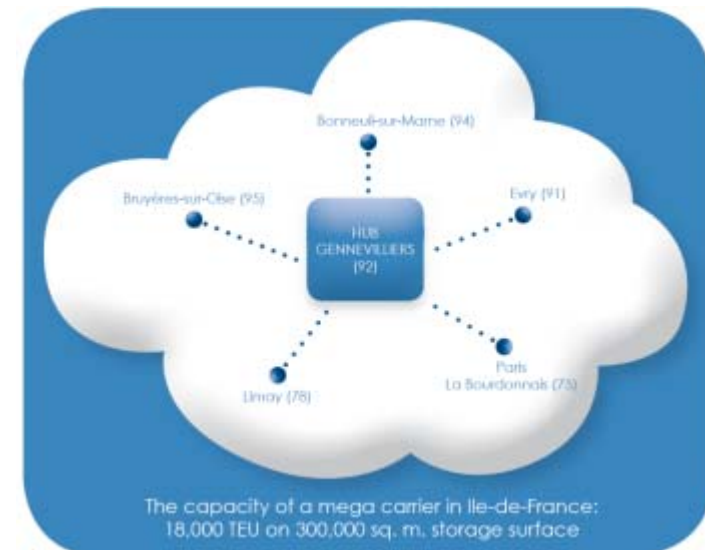 Bonneuil-sur-Marne (94)
Bruyères-sur-Oise (95)
Evry (91)
HUB
GENNEVILLIERS
(92)
Paris
La Bourdonnais (75)
Limay (78)
The capacity of a mega carrier in Ile-de-France:
18,000 TEU on 300,000 sq. m. storage surface